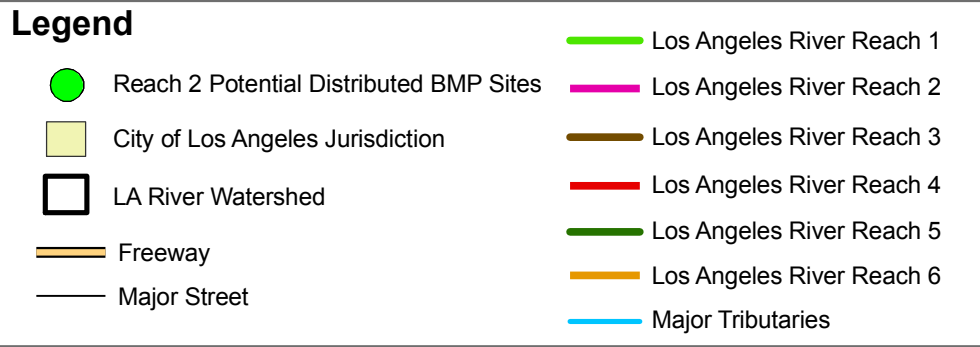 Legend
Reach 2 Potential Distributed BMP Sites
City of Los Angeles Jurisdiction
LA River Watershed
Freeway
Major Street
Los Angeles River Reach 1
Los Angeles River Reach 2
Los Angeles River Reach 3
Los Angeles River Reach 4
Los Angeles River Reach 5
Los Angeles River Reach 6
Major Tributaries